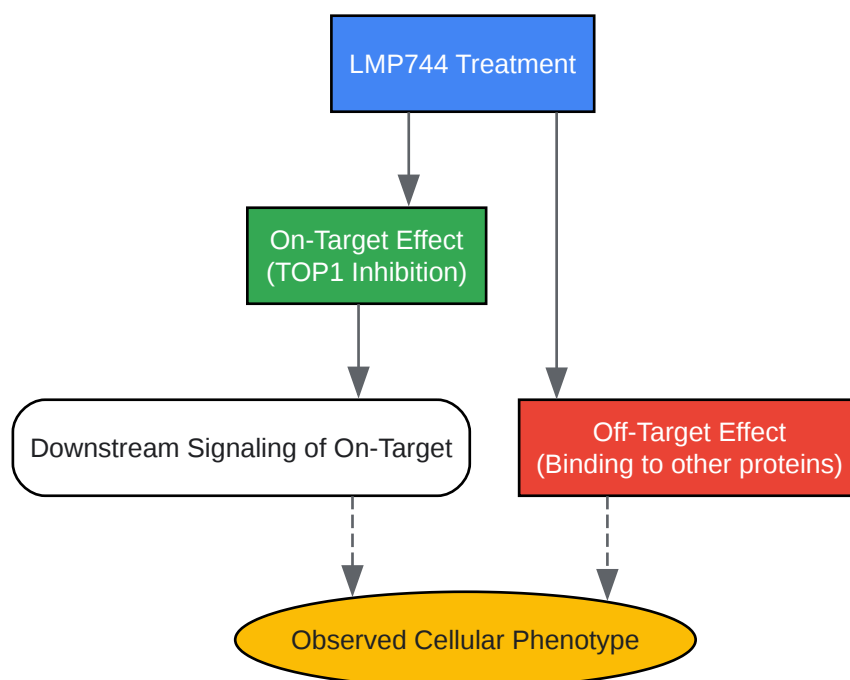 LMP744 Treatment
On-Target Effect
(TOP1 Inhibition)
Downstream Signaling of On-Target
Off-Target Effect
(Binding to other proteins)
Observed Cellular Phenotype